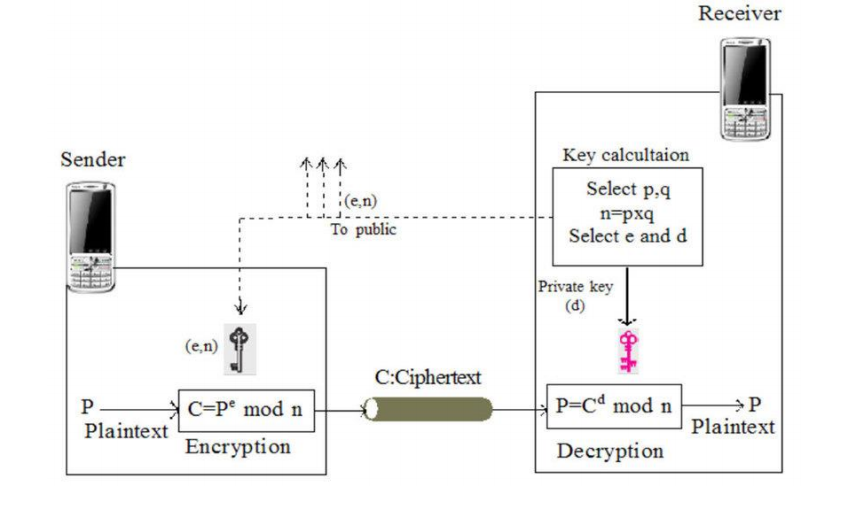 Receiver
Sender
Key calcultaion
Select p,q
n=pxq
Select e and d
(e,n)
To public
Private key
(d)
(e,n)
C:Ciphertext
P
Plaintext
C=Pᵉ mod n
Encryption
P=Cᵈ mod n
Decryption
P
Plaintext